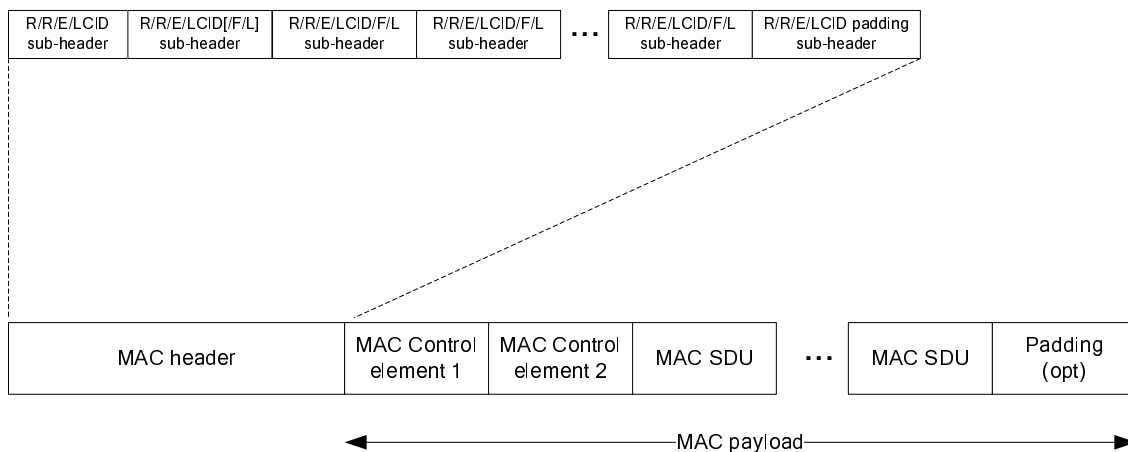 R/R/E/LCID sub-header
R/R/E/LCID[/F/L] sub-header
R/R/E/LCID/F/L sub-header
R/R/E/LCID/F/L sub-header
...
R/R/E/LCID/F/L sub-header
R/R/E/LCID padding sub-header
MAC header
MAC Control element 1
MAC Control element 2
MAC SDU
...
MAC SDU
Padding (opt)
MAC payload